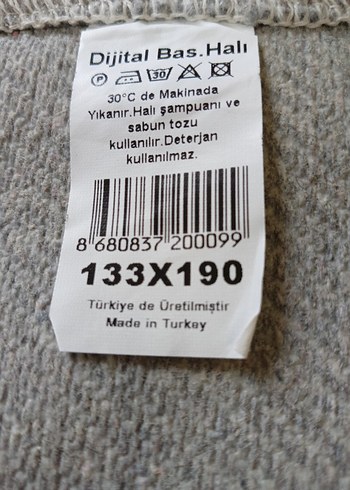 Dijital Bas.Halı
P 30
30°C de Makinada
Yıkanır.Halı şampuanı ve
sabun tozu
kullanılır.Deterjan
kullanılmaz.
8 680837 200099
133X190
Türkiye de Üretilmiştir
Made in Turkey